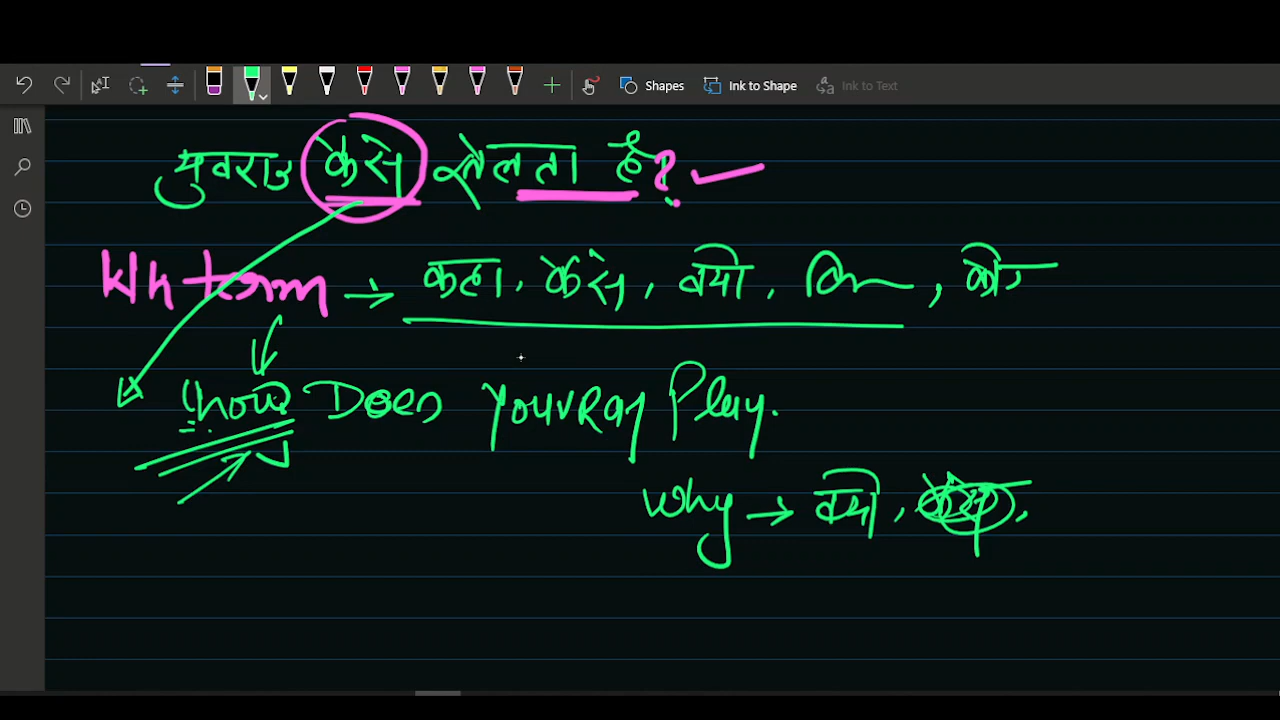 Shapes Ink to Shape Ink to Text
युवराज कैसे खेलता है?
Wh term → कहा, कैसे, क्यो, कौन
how Does YouvRaj Play.
Why → क्यो,